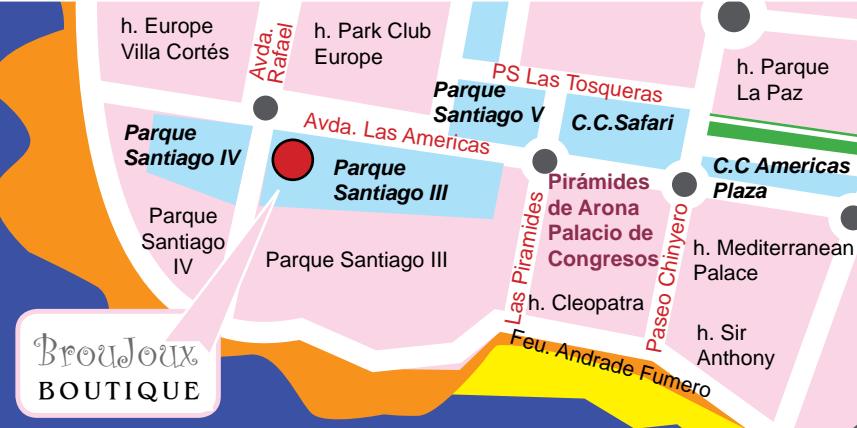 h. Europe
Villa Cortés
Avda.
Rafael
h. Park Club
Europe
PS Las Tosqueras
h. Parque
La Paz
Parque
Santiago V
C.C.Safari
Avda. Las Americas
Parque
Santiago IV
Parque
Santiago III
C.C Americas
Plaza
Pirámides
de Arona
Palacio de
Congresos
Las Piramides
Paseo Chinyero
Parque
Santiago
IV
Parque Santiago III
h. Mediterranean
Palace
h. Cleopatra
h. Sir
Anthony
Feu. Andrade Fumero
BrouJoux
BOUTIQUE